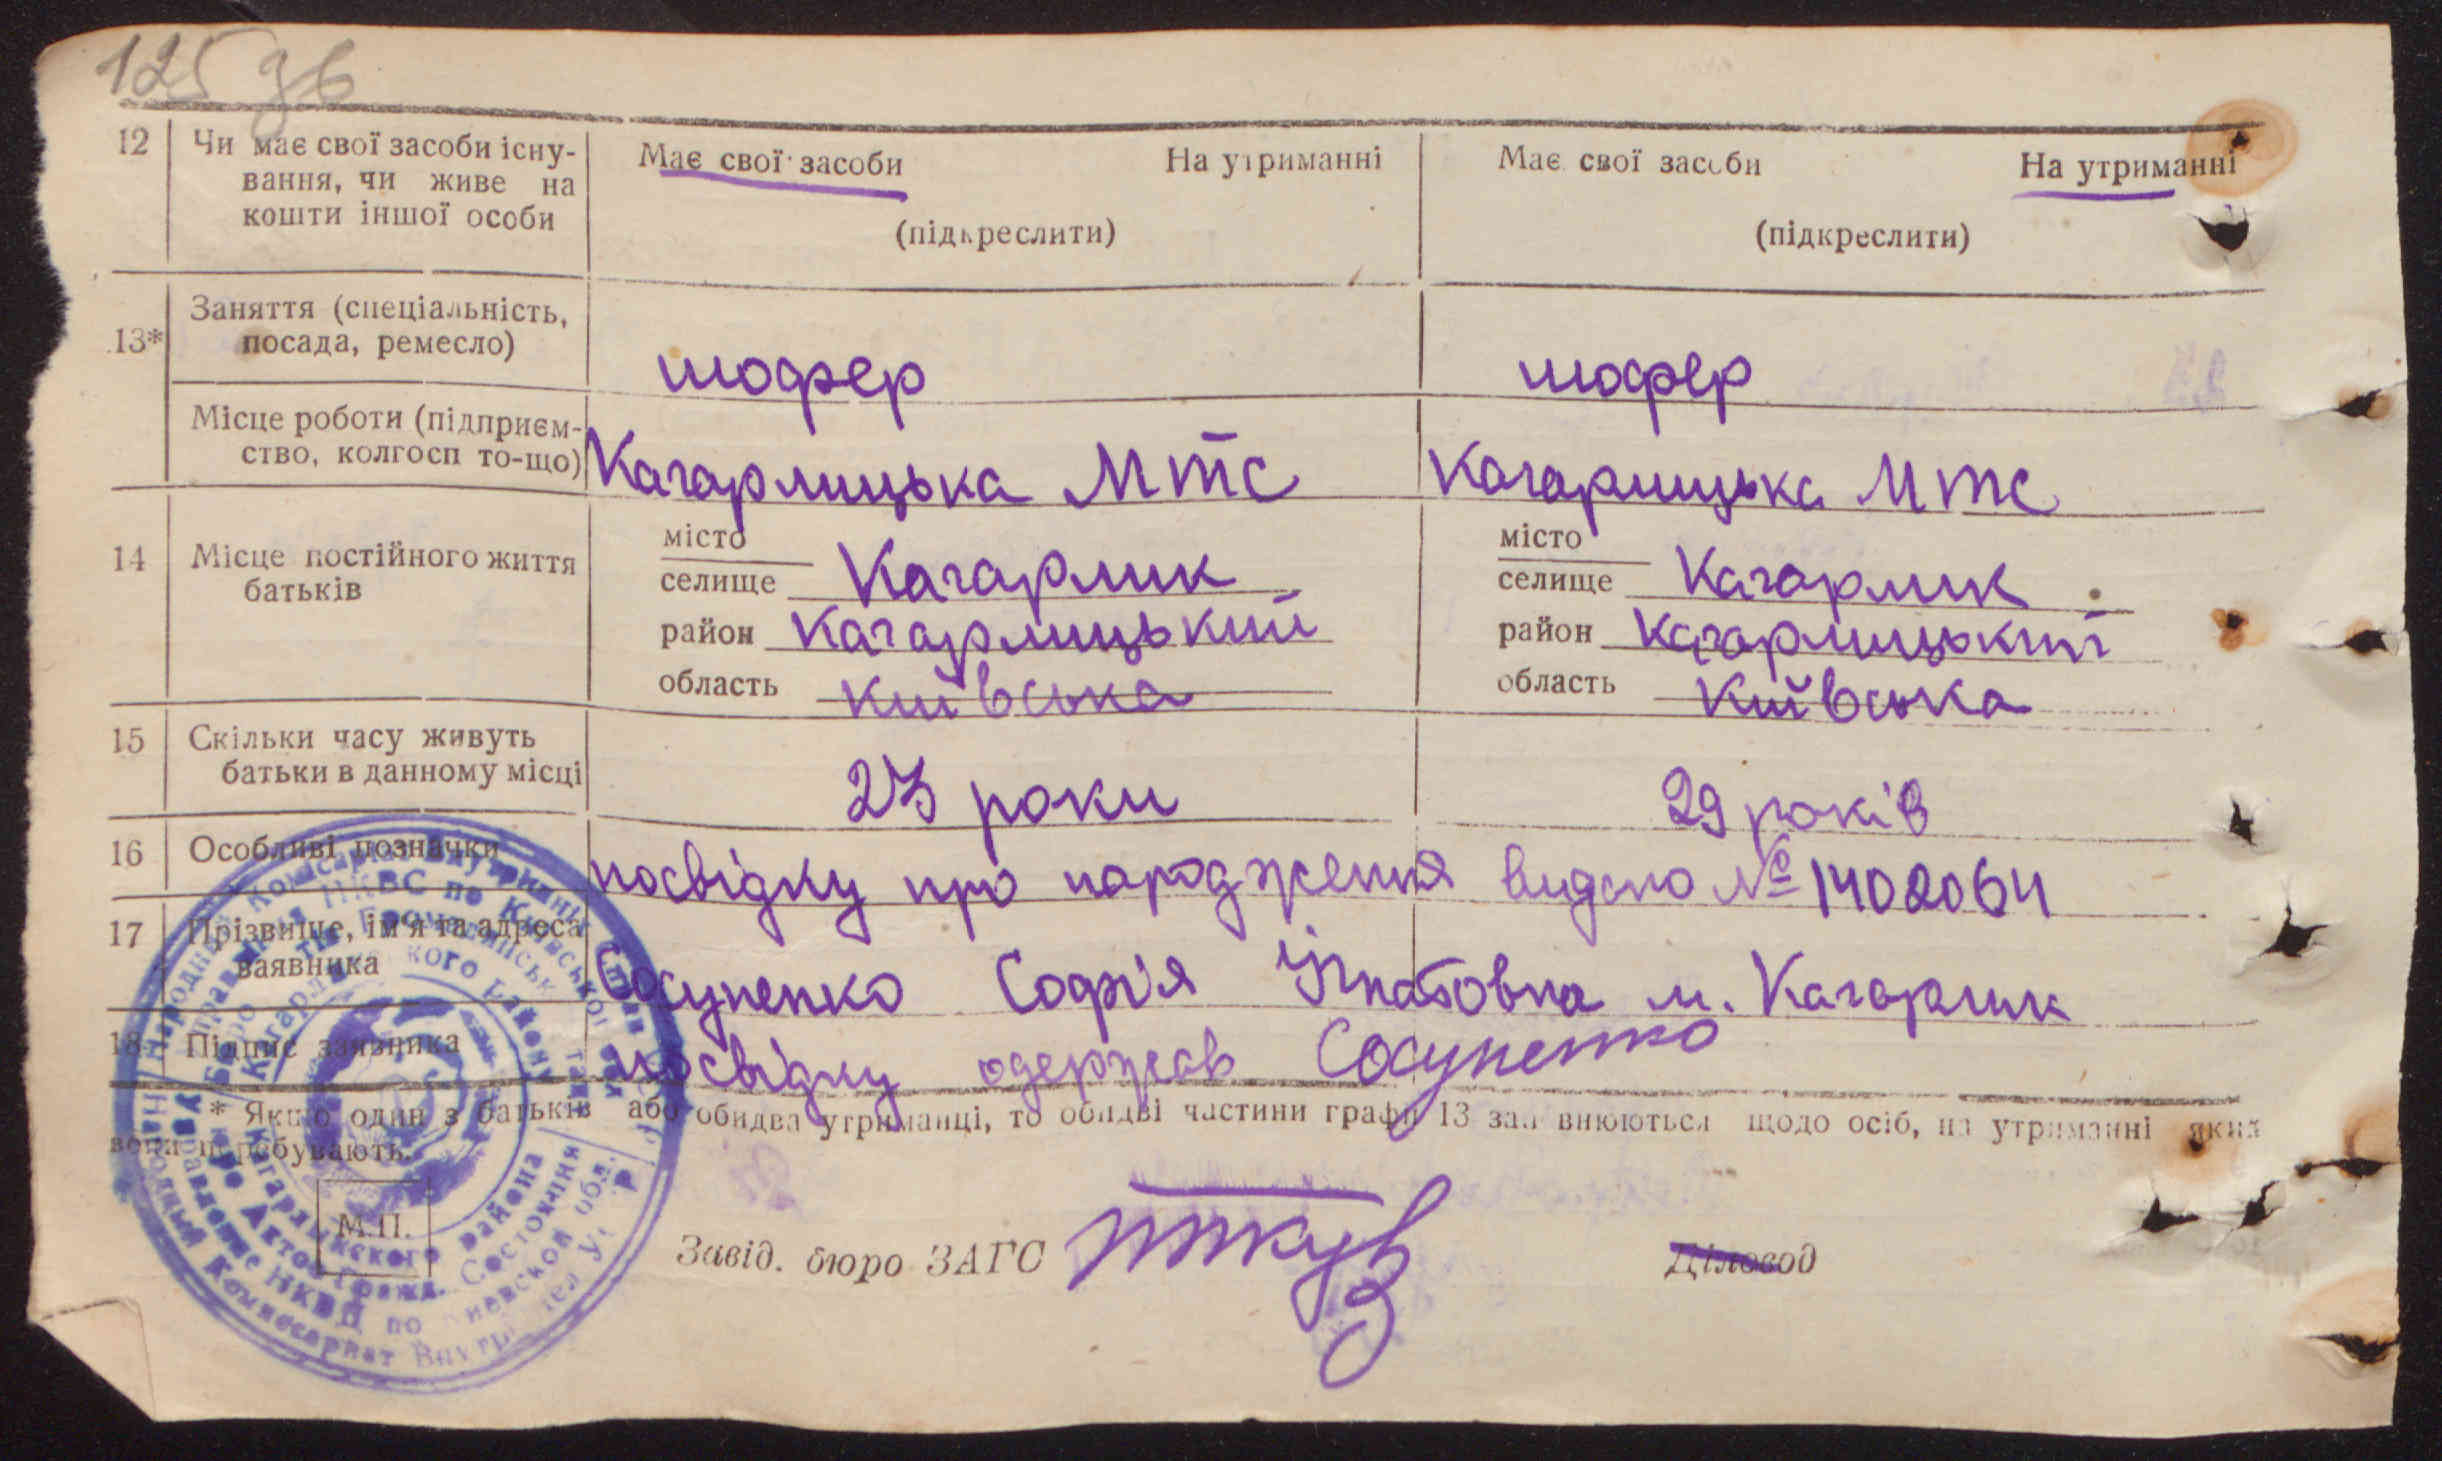 125 зв
12 Чи має свої засоби існу- Має свої засоби На утриманні Має свої засоби На утриманні
вання, чи живе на
кошти іншої особи (підкреслити) (підкреслити)
13* Заняття (спеціальність,
посада, ремесло) шофер шофер
Місце роботи (підприєм-
ство, колгосп то-що) Кагарлицька МТС Кагарлицька МТС
14 Місце постійного життя
батьків
місто
селище Кагарлик
район Кагарлицький
область Київська
місто
селище Кагарлик
район Кагарлицький
область Київська
15 Скільки часу живуть
батьки в данному місці 23 роки 29 років
16 Особливі позначки посвідку про народження видано № 1402064
17 Прізвище, ім'я та адреса
заявника Сосуненко Софія Ігнатовна м. Кагарлик
18 Підпис заявника посвідку одержав Сосуненко
* Якщо один з батьків або обидва утриманці, то обидві частини графи 13 заповнюються щодо осіб, на утриманні яких
вони перебувають.
М.П.
Завід. бюро ЗАГС
Діловод